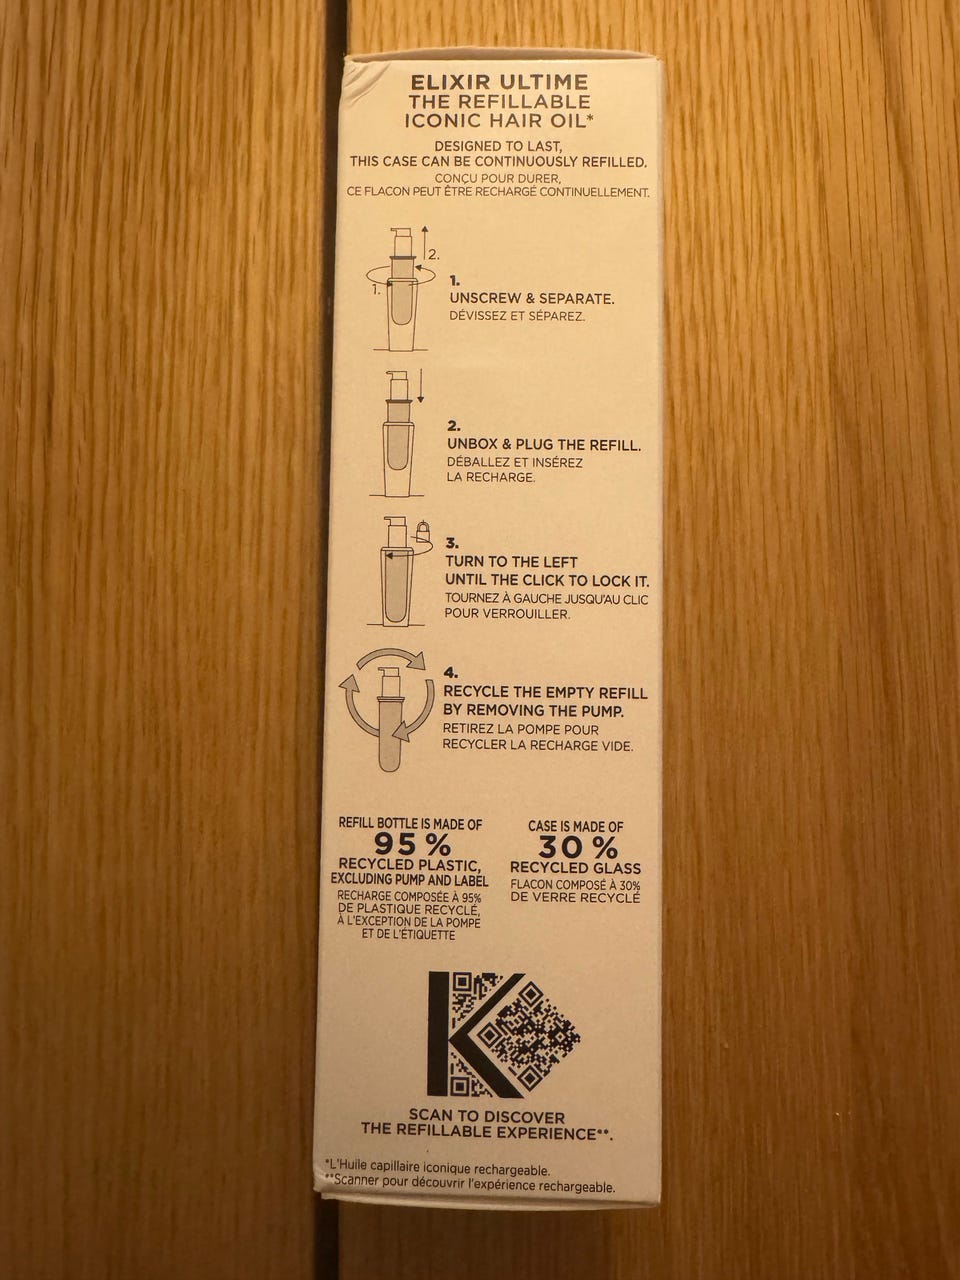 ELIXIR ULTIME
THE REFILLABLE
ICONIC HAIR OIL*
DESIGNED TO LAST,
THIS CASE CAN BE CONTINUOUSLY REFILLED.
CONÇU POUR DURER,
CE FLACON PEUT ÊTRE RECHARGÉ CONTINUELLEMENT.
2.
1.
1.
UNSCREW & SEPARATE.
DÉVISSEZ ET SÉPAREZ.
2.
UNBOX & PLUG THE REFILL.
DÉBALLEZ ET INSÉREZ
LA RECHARGE.
3.
TURN TO THE LEFT
UNTIL THE CLICK TO LOCK IT.
TOURNEZ À GAUCHE JUSQU'AU CLIC
POUR VERROUILLER.
4.
RECYCLE THE EMPTY REFILL
BY REMOVING THE PUMP.
RETIREZ LA POMPE POUR
RECYCLER LA RECHARGE VIDE.
REFILL BOTTLE IS MADE OF
95 %
RECYCLED PLASTIC,
EXCLUDING PUMP AND LABEL
RECHARGE COMPOSÉE À 95%
DE PLASTIQUE RECYCLÉ,
À L'EXCEPTION DE LA POMPE
ET DE L'ÉTIQUETTE
CASE IS MADE OF
30 %
RECYCLED GLASS
FLACON COMPOSÉ À 30%
DE VERRE RECYCLÉ
K
SCAN TO DISCOVER
THE REFILLABLE EXPERIENCE**.
*L'Huile capillaire iconique rechargeable.
**Scanner pour découvrir l'expérience rechargeable.